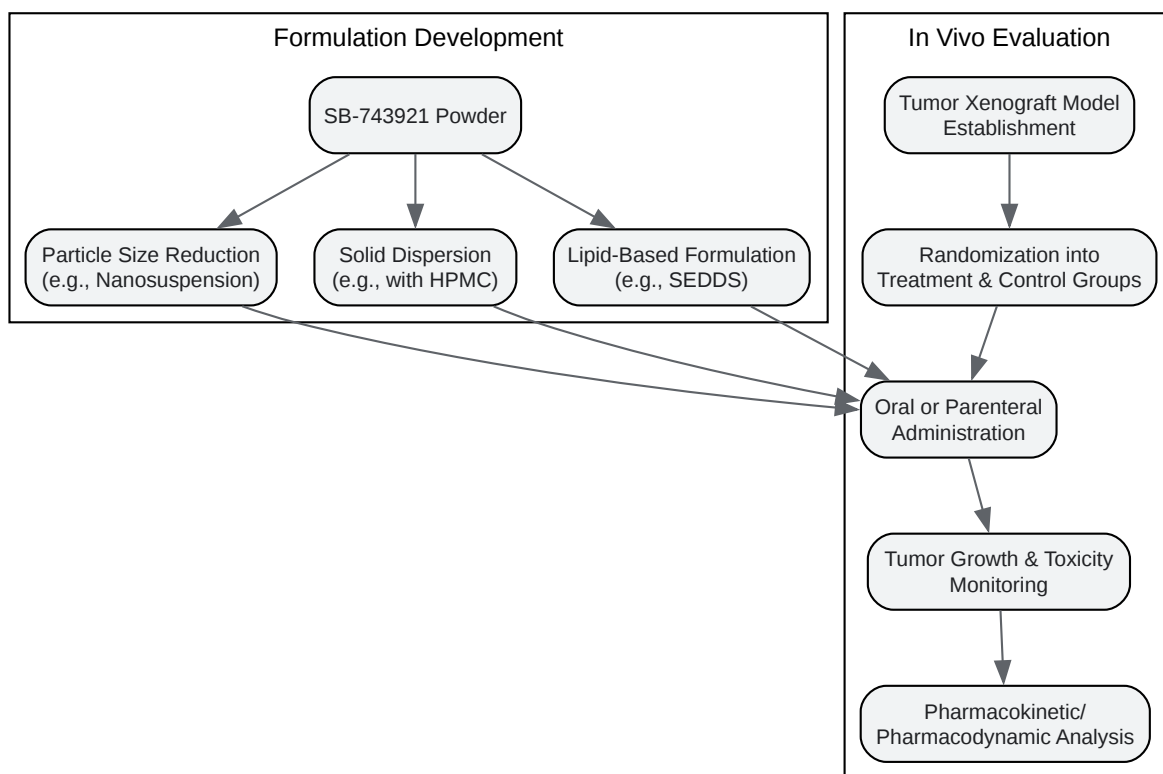 Formulation Development
SB-743921 Powder
Particle Size Reduction
(e.g., Nanosuspension)
Solid Dispersion
(e.g., with HPMC)
Lipid-Based Formulation
(e.g., SEDDS)
In Vivo Evaluation
Tumor Xenograft Model
Establishment
Randomization into
Treatment & Control Groups
Oral or Parenteral
Administration
Tumor Growth & Toxicity
Monitoring
Pharmacokinetic/
Pharmacodynamic Analysis